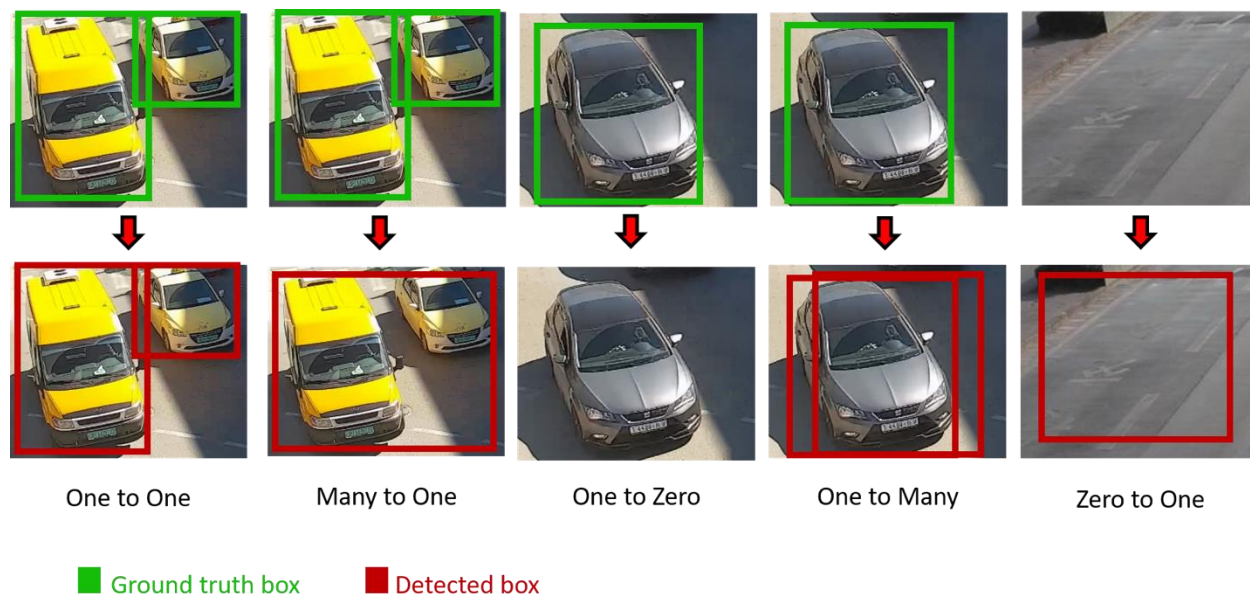 One to One
Many to One
One to Zero
One to Many
Zero to One
Ground truth box
Detected box